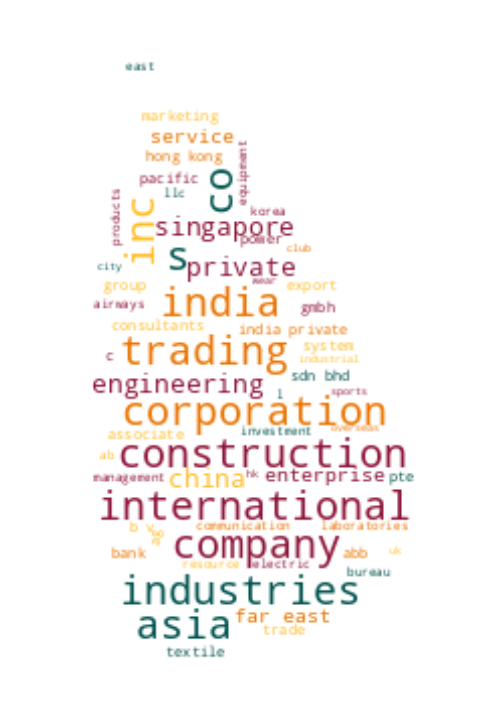 east
marketing
service
hong kong
pacific
co
equipment
llc
products
inc
korea
singapore
power
club
s
private
city
wear
group
export
india
airways
gmbh
consultants
india private
trading
system
c
industrial
engineering
sdn bhd
l
sports
corporation
associate
investment
overseas
construction
ab
management
china
hk
enterprise
pte
international
b v
communication
laboratories
company
bank
abb
uk
resource
electric
bureau
industries
asia
far east
trade
textile